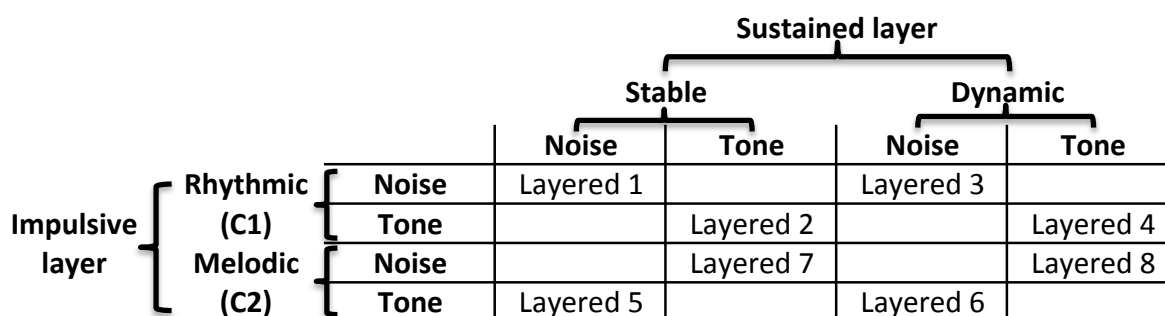 Sustained layer
Stable Dynamic
Noise Tone Noise Tone
Rhythmic Noise Layered 1 Layered 3
Impulsive (C1) Tone Layered 2 Layered 4
layer Melodic Noise Layered 7 Layered 8
(C2) Tone Layered 5 Layered 6